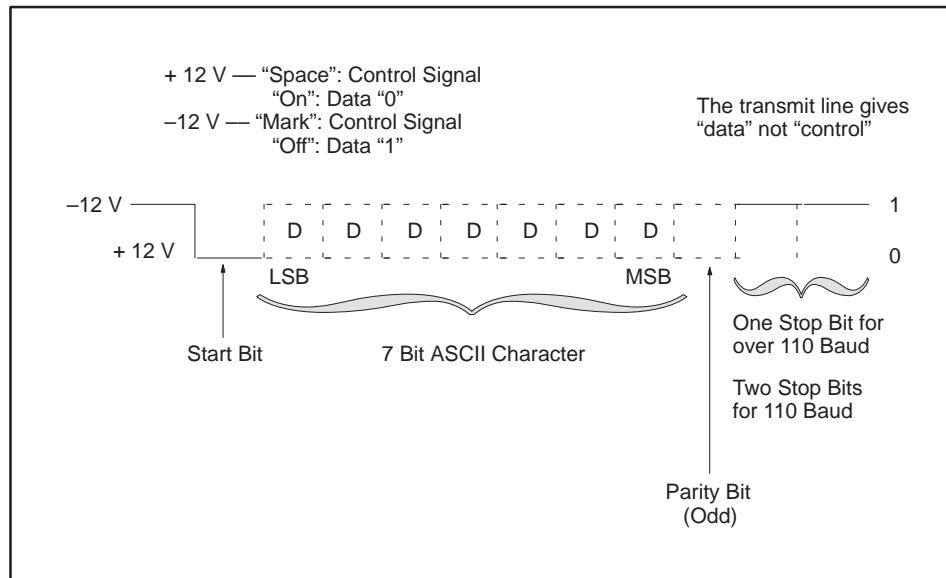 + 12 V — “Space”: Control Signal
“On”: Data “0”
–12 V — “Mark”: Control Signal
“Off”: Data “1”
The transmit line gives
“data” not “control”
–12 V
+ 12 V
1
0
D D D D D D D
LSB
MSB
Start Bit
7 Bit ASCII Character
One Stop Bit for
over 110 Baud
Two Stop Bits
for 110 Baud
Parity Bit
(Odd)